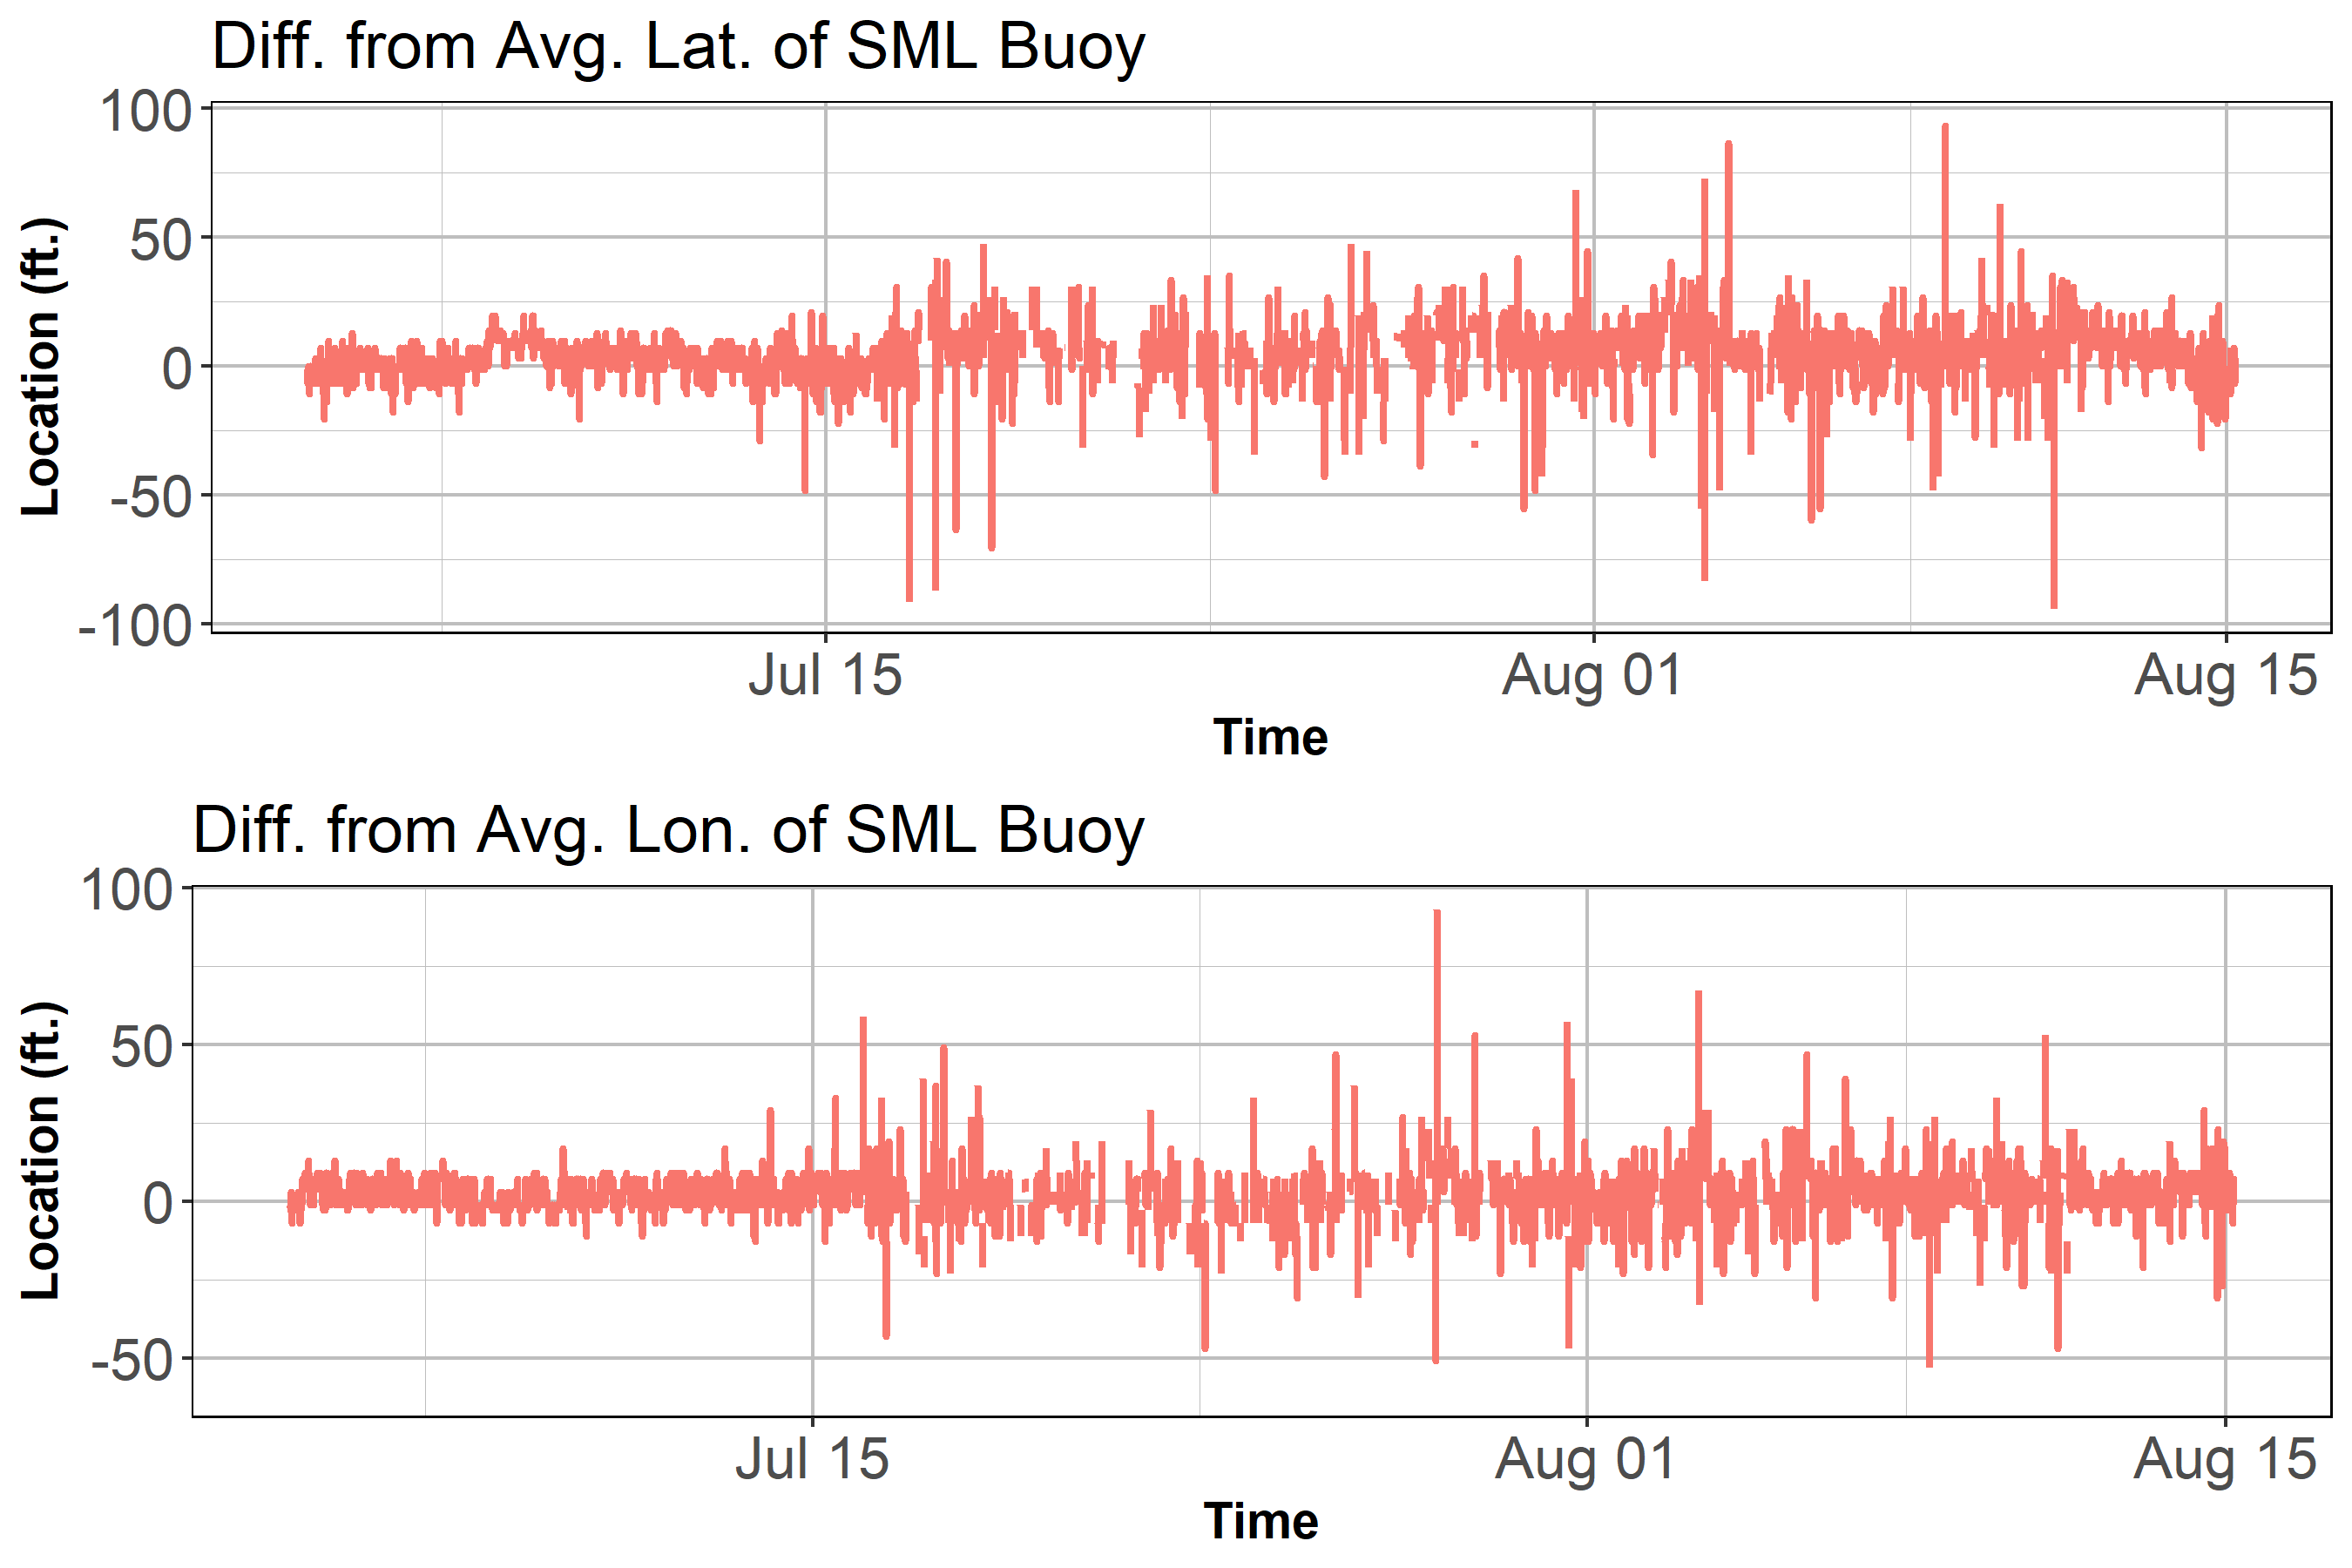 Diff. from Avg. Lat. of SML Buoy
100
50
0
-50
-100
Location (ft.)
Jul 15
Aug 01
Aug 15
Time
Diff. from Avg. Lon. of SML Buoy
100
50
0
-50
Location (ft.)
Jul 15
Aug 01
Aug 15
Time